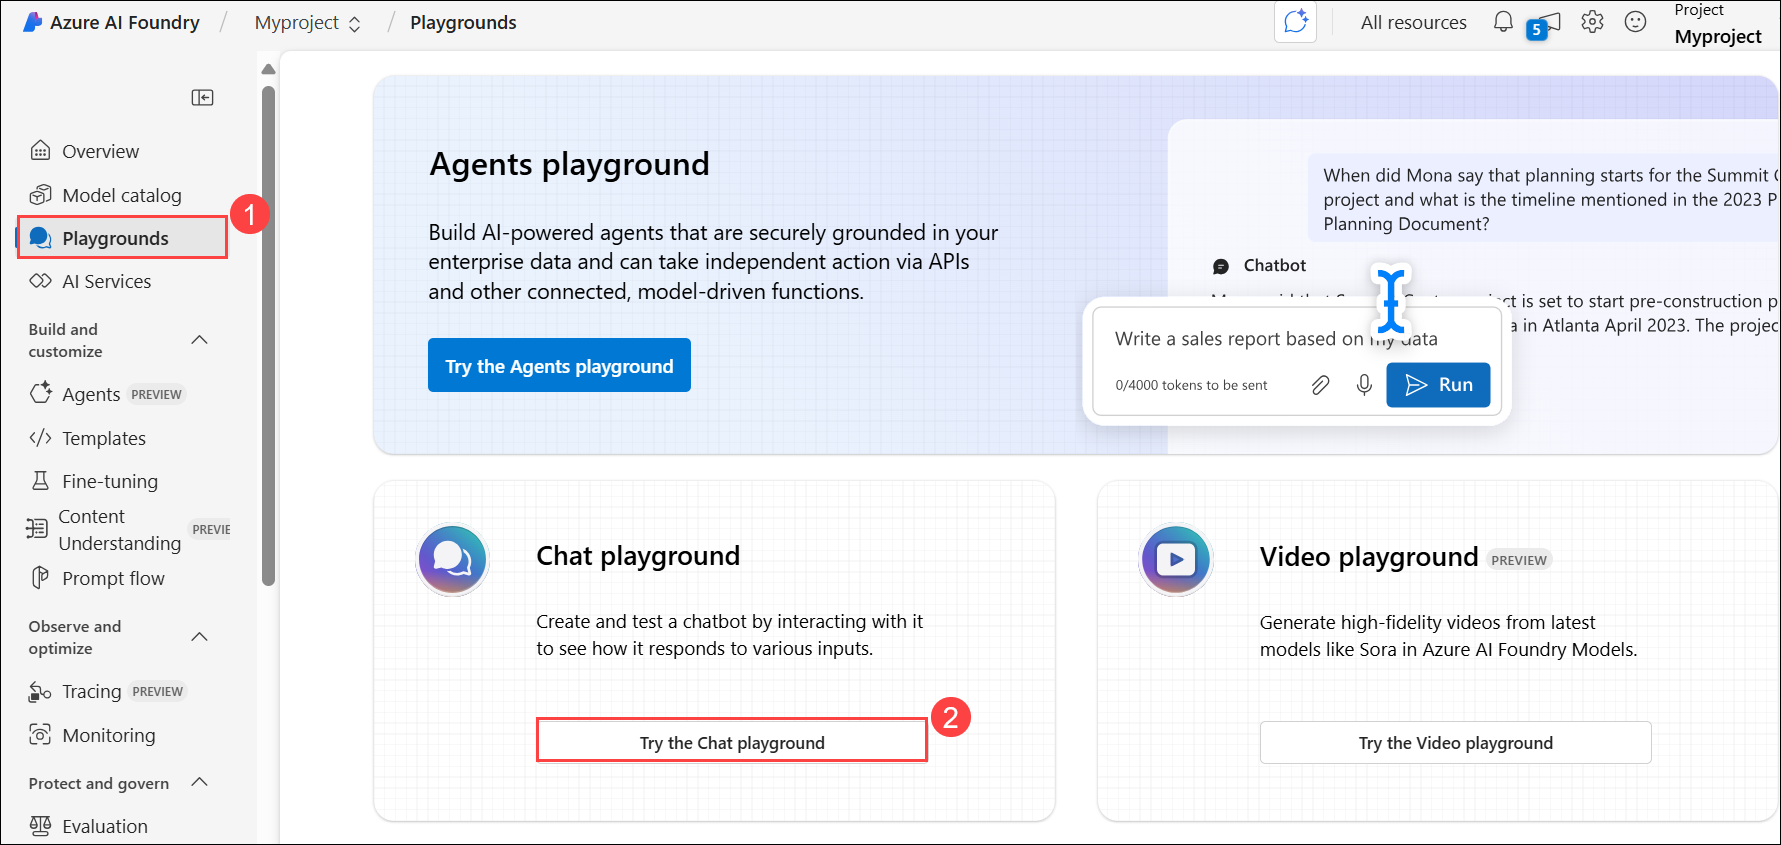 Azure AI Foundry / Myproject / Playgrounds
All resources
5
Project
Myproject
Overview
Model catalog
Playgrounds
1
AI Services
Build and
customize
Agents PREVIEW
Templates
Fine-tuning
Content
Understanding PREVIE
Prompt flow
Observe and
optimize
Tracing PREVIEW
Monitoring
Protect and govern
Evaluation
Agents playground
Build AI-powered agents that are securely grounded in your
enterprise data and can take independent action via APIs
and other connected, model-driven functions.
Try the Agents playground
When did Mona say that planning starts for the Summit C
project and what is the timeline mentioned in the 2023 P
Planning Document?
Chatbot
is set to start pre-construction p
in Atlanta April 2023. The projec
Write a sales report based on my data
0/4000 tokens to be sent
Run
Chat playground
Create and test a chatbot by interacting with it
to see how it responds to various inputs.
Try the Chat playground
2
Video playground PREVIEW
Generate high-fidelity videos from latest
models like Sora in Azure AI Foundry Models.
Try the Video playground